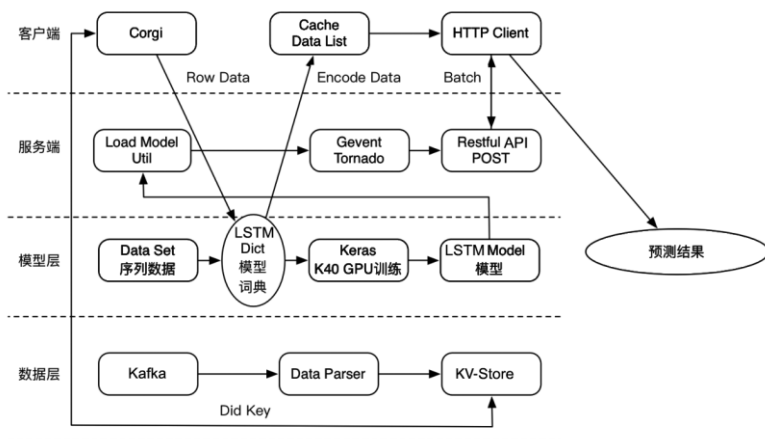 客户端
Corgi
Cache
Data List
HTTP Client
Row Data
Encode Data
Batch
服务端
Load Model
Util
Gevent
Tornado
Restful API
POST
模型层
Data Set
序列数据
LSTM
Dict
模型
词典
Keras
K40 GPU训练
LSTM Model
模型
预测结果
数据层
Kafka
Data Parser
KV-Store
Did Key